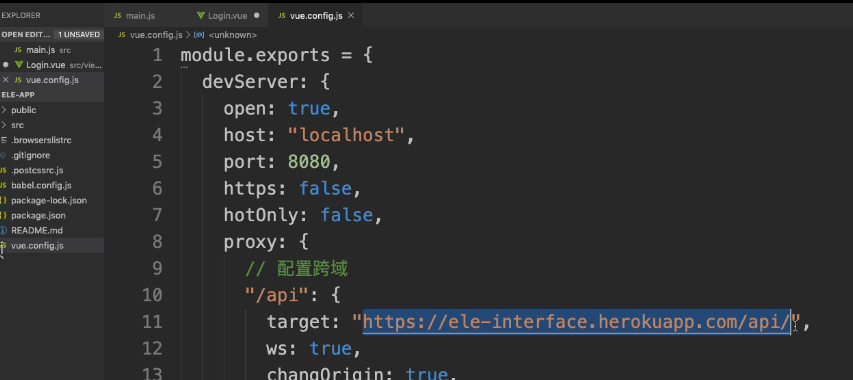 EXPLORER
JS main.js
Login.vue
JS vue.config.js
OPEN EDIT... 1 UNSAVED
JS vue.config.js > <unknown>
JS main.js src
Login.vue src/vie...
JS vue.config.js
ELE-APP
public
src
.browserslistrc
.gitignore
JS .postcssrc.js
JS babel.config.js
package-lock.json
package.json
README.md
vue.config.js
1 module.exports = {
2 devServer: {
3 open: true,
4 host: "localhost",
5 port: 8080,
6 https: false,
7 hotOnly: false,
8 proxy: {
9 // 配置跨域
10 "/api": {
11 target: "https://ele-interface.herokuapp.com/api/",
12 ws: true,
13 changOrigin: true,